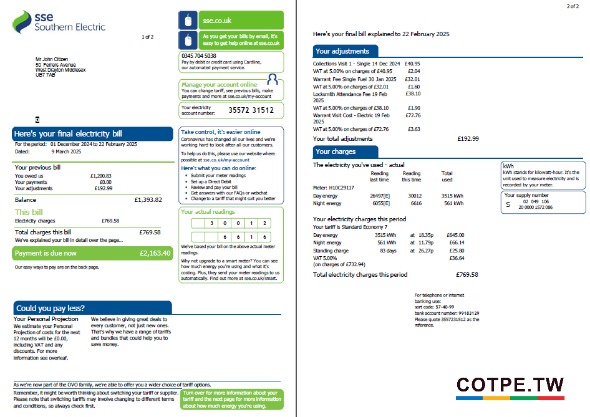 sse
Southern Electric
1 of 2
sse.co.uk
As you get your bills by email, it's
easy to get help online at sse.co.uk
Mr John Citizen
50 Ferrers Avenue
West Drayton Middlesex
UB7 7AB
0345 704 5038
Pay by debit or credit card using Cardline,
our automated payment service.
Manage your account online
You can change tariff, see previous bills, make
payments and more at sse.co.uk/my-account
Your electricity
account number:
35572 31512
Here's your final electricity bill
For the period: 01 December 2024 to 22 February 2025
Dated: 9 March 2025
Your previous bill
You owed us £1,200.83
Your payments £0.00
Your adjustments £192.99
Balance £1,393.82
This bill
Electricity charges £769.58
Total charges this bill £769.58
We've explained your bill in detail over the page...
Payment is due now £2,163.40
Our easy ways to pay are on the back page.
Take control, it's easier online
Coronavirus has changed all our lives and we're
working hard to look after all our customers.
To help us do this, please use our website where
possible at sse.co.uk/my-account
Here's what you can do online:
• Submit your meter readings
• Set up a Direct Debit
• Review and pay your bill
• Get answers with our FAQs or webchat
• Change to a tariff that might suit you better
Your actual readings
3 0 0 1 2
6 6 1 6
We've based your bill on the above actual meter
readings.
Why not upgrade to a smart meter? You can see
how much energy you're using and what it's
costing. Plus, they send your meter readings to us
automatically. Find out more at sse.co.uk/smart.
Could you pay less?
Your Personal Projection
We estimate your Personal
Projection of costs for the next
12 months will be £0.00,
including VAT and any
discounts. For more
information see overleaf.
We believe in giving great deals to
every customer, not just new ones.
That's why we have a range of tariffs
and bundles that could help you to
save money.
As we're now part of the OVO family, we're able to offer you a wider choice of tariff options.
Remember, it might be worth thinking about switching your tariff or supplier.
Please note that switching tariffs may involve changing to different terms
and conditions, so always check first.
Turn over for more information about your
tariff and the next page for more information
about how much energy you're using.
2 of 2
Here's your final bill explained to 22 February 2025
Your adjustments
Collections Visit 1 - Single 14 Dec 2024 £40.95
VAT at 5.00% on charges of £40.95 £2.04
Warrant Fee Single Fuel 30 Jan 2025 £32.01
VAT at 5.00% on charges of £32.01 £1.60
Locksmith Attendance Fee 19 Feb £38.10
2025
VAT at 5.00% on charges of £38.10 £1.90
Warrant Visit Cost - Electric 19 Feb £72.76
2025
VAT at 5.00% on charges of £72.76 £3.63
Your total adjustments £192.99
Your charges
The electricity you've used - actual
Reading last time
Reading this time
Total used
Meter: H10C29117
Day energy 26497(E) 30012 3515 kWh
Night energy 6055(E) 6616 561 kWh
kWh
kWh stands for kilowatt-hour. It's the
unit used to measure electricity and is
recorded by your meter.
Your supply number
S
02 049 106
20 0000 1572 086
Your electricity charges this period
Your tariff is Standard Economy 7
Day energy 3515 kWh at 18.35p £645.00
Night energy 561 kWh at 11.79p £66.14
Standing charge 83 days at 26.27p £21.80
VAT 5.00% £36.64
(on charges of £732.94)
Total electricity charges this period £769.58
For telephone or internet
banking use:
sort code: 57-40-99
bank account number: 99183129
Please quote 3557231512 as the
reference.
COTPE.TW